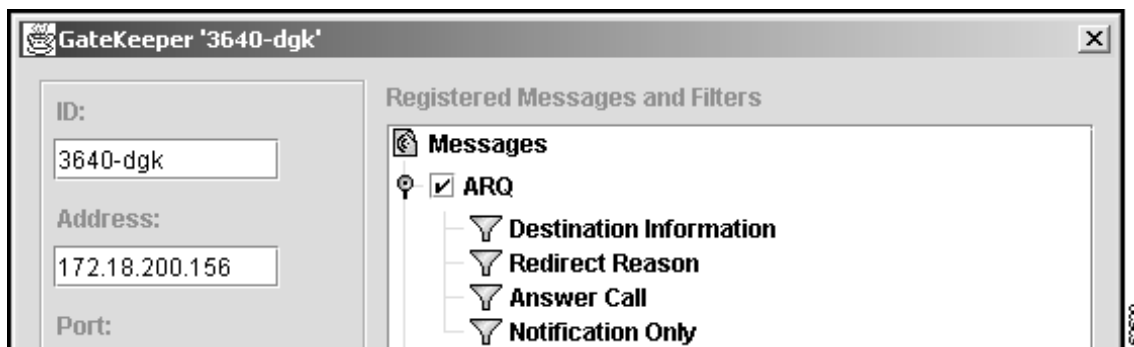 GateKeeper '3640-dgk'
ID:
3640-dgk
Address:
172.18.200.156
Port:
Registered Messages and Filters
Messages
ARQ
Destination Information
Redirect Reason
Answer Call
Notification Only